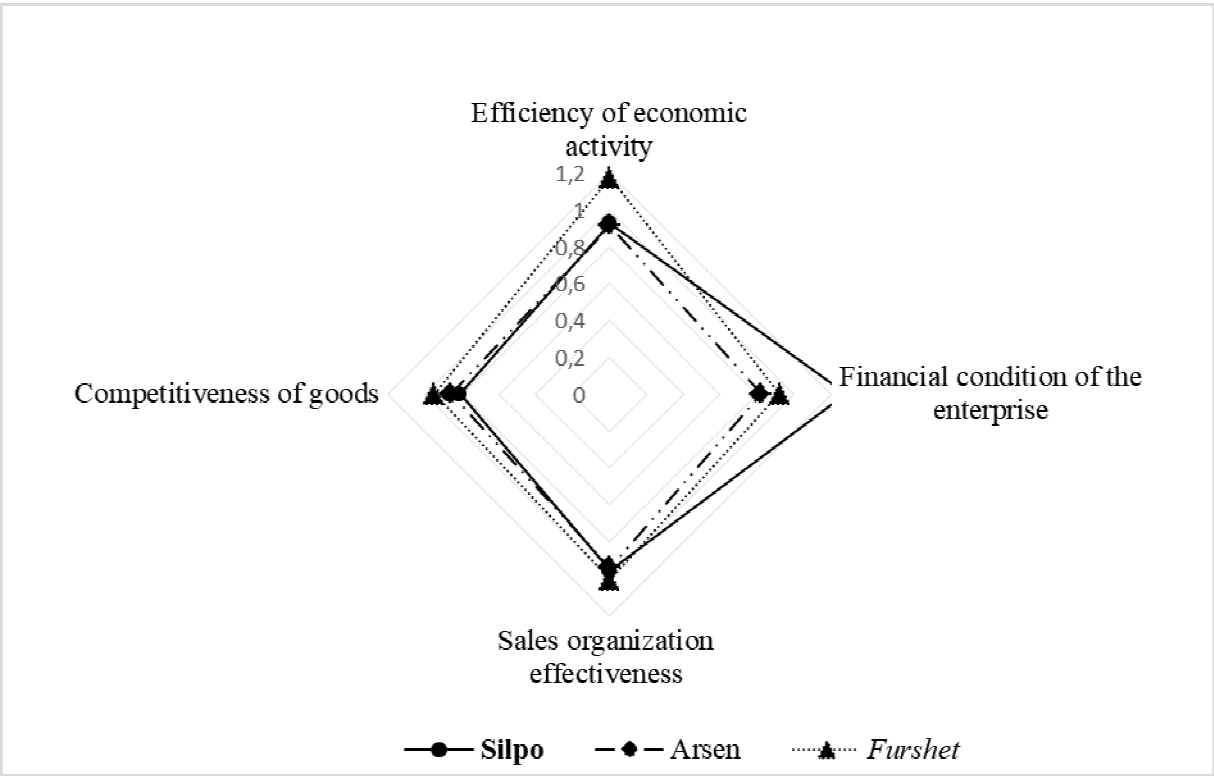 Efficiency of economic
activity
1,2
1
0,8
0,6
0,4
0,2
0
Competitiveness of goods
Financial condition of the
enterprise
Sales organization
effectiveness
Silpo Arsen Furshet